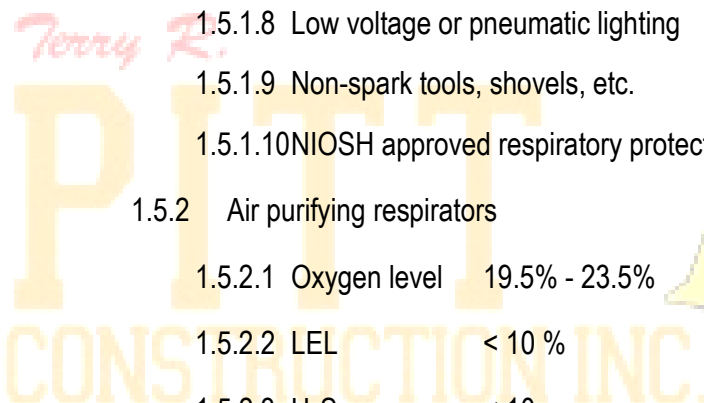 Terry R.
1.5.1.8 Low voltage or pneumatic lighting
1.5.1.9 Non-spark tools, shovels, etc.
1.5.1.10NIOSH approved respiratory
PITT
1.5.2 Air purifying respirators
1.5.2.1 Oxygen level 19.5% - 23.5%
1.5.2.2 LEL < 10 %
CONSTRUCTION INC.